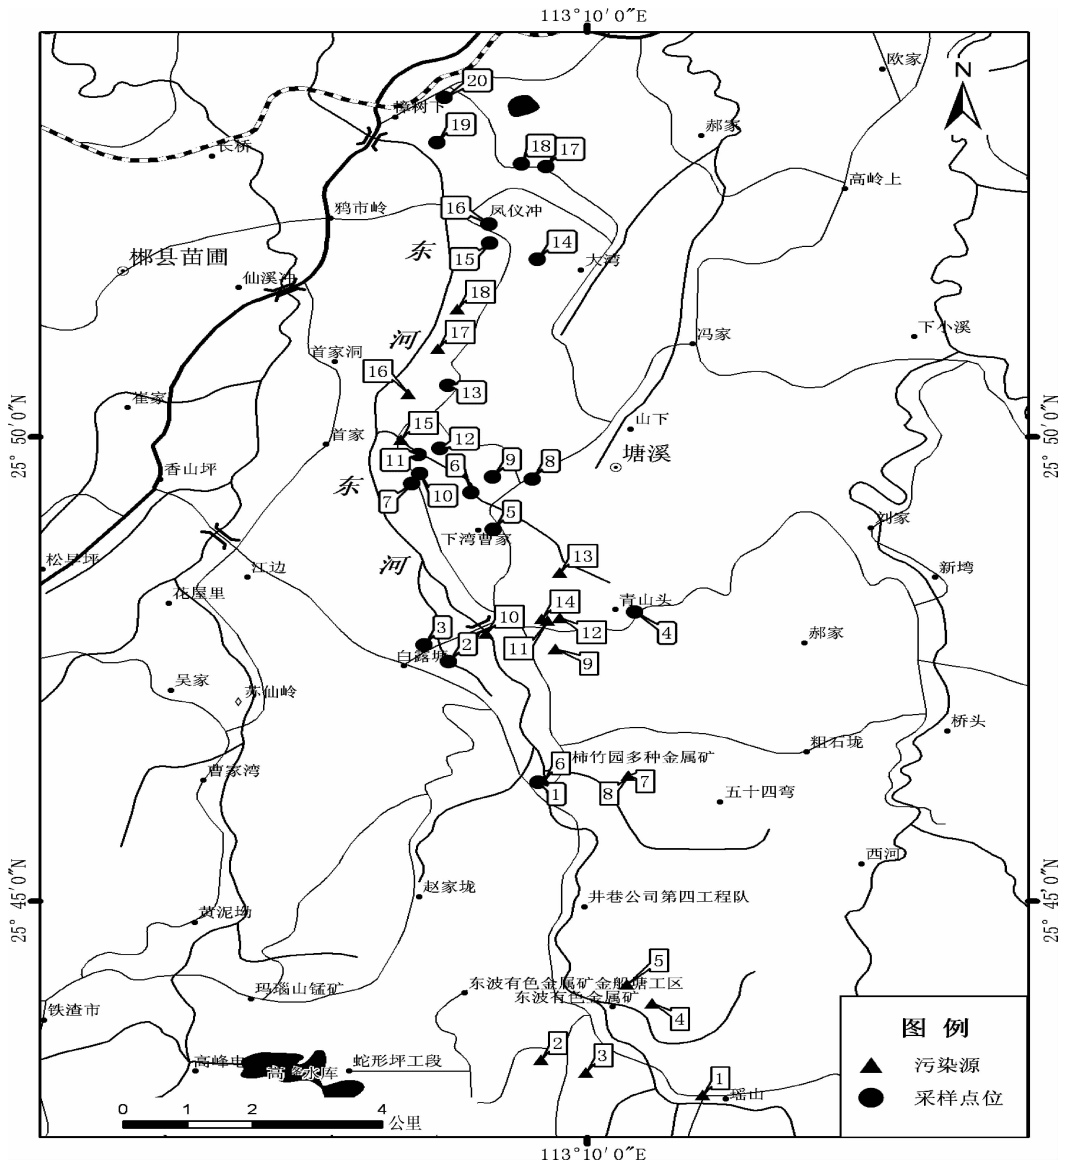 113°10′0″E
欧家
N
20
樟树下
19
郝家
长桥
18
17
高岭上
16
凤仪冲
鸦市岭
东
14
15
郴县苗圃
大湾
仙溪冲
18
河
17
下小溪
冯家
首家洞
16
13
崔家
25° 50′0″N
25° 50′0″N
15
山下
首家
12
塘溪
11
6
9
8
香山坪
东
7
10
5
刘家
下湾曹家
13
松旱坪
河
江边
新塆
花屋里
14
青山头
10
3
2
12
4
11
郝家
白露塘
9
吴家
苏仙岭
桥头
粗石垅
6
柿竹园多种金属矿
曹家湾
1
8
7
五十四弯
西河
25° 45′0″N
25° 45′0″N
赵家垅
井巷公司第四工程队
黄泥坳
5
东波有色金属矿金船塘工区
玛瑙山锰矿
东波有色金属矿
铁渣市
4
图 例
2
3
高峰电
高
水库
蛇形坪工段
污染源
1
瑶山
采样点位
0 1 2 4
公里
113°10′0″E